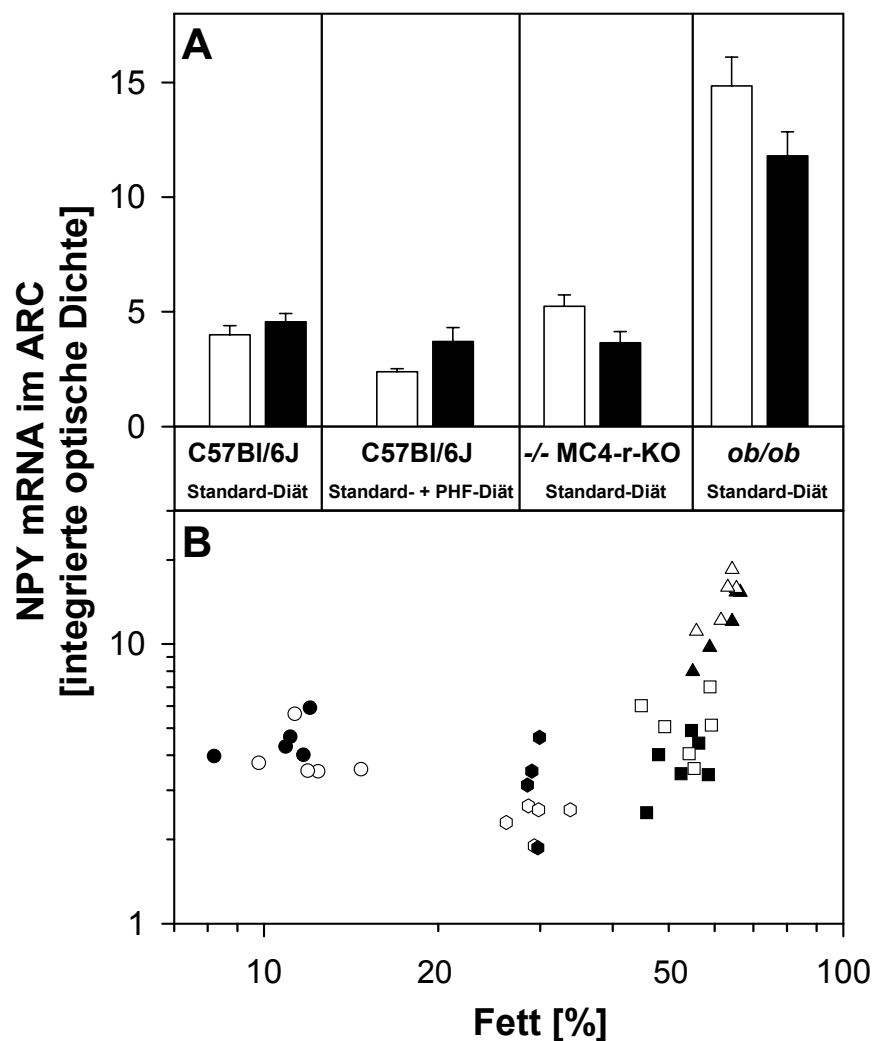 A
15
10
5
0
NPY mRNA im ARC
[integrierte optische Dichte]
C57Bl/6J C57Bl/6J -/- MC4-r-KO ob/ob
Standard-Diät Standard- + PHF-Diät Standard-Diät Standard-Diät
B
10
1
10 20 50 100
Fett [%]